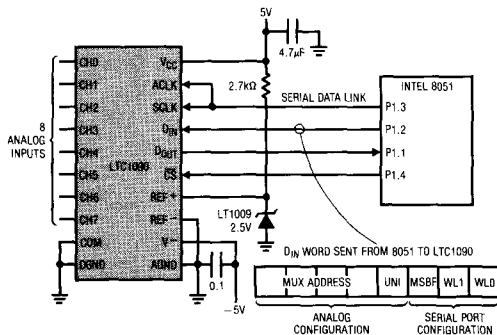 5V
4.7µF
2.7kΩ
8
ANALOG
INPUTS
CH0
CH1
CH2
CH3
CH4
CH5
CH6
CH7
COM
DGND
LTC1090
VCC
ACLK
SCLK
DIN
DOUT
CS
REF+
REF−
V−
AGND
SERIAL DATA LINK
INTEL 8051
P1.3
P1.2
P1.1
P1.4
LT1009
2.5V
0.1
−5V
DIN WORD SENT FROM 8051 TO LTC1090
MUX ADDRESS UNI MSBF WL1 WL0
ANALOG
CONFIGURATION
SERIAL PORT
CONFIGURATION